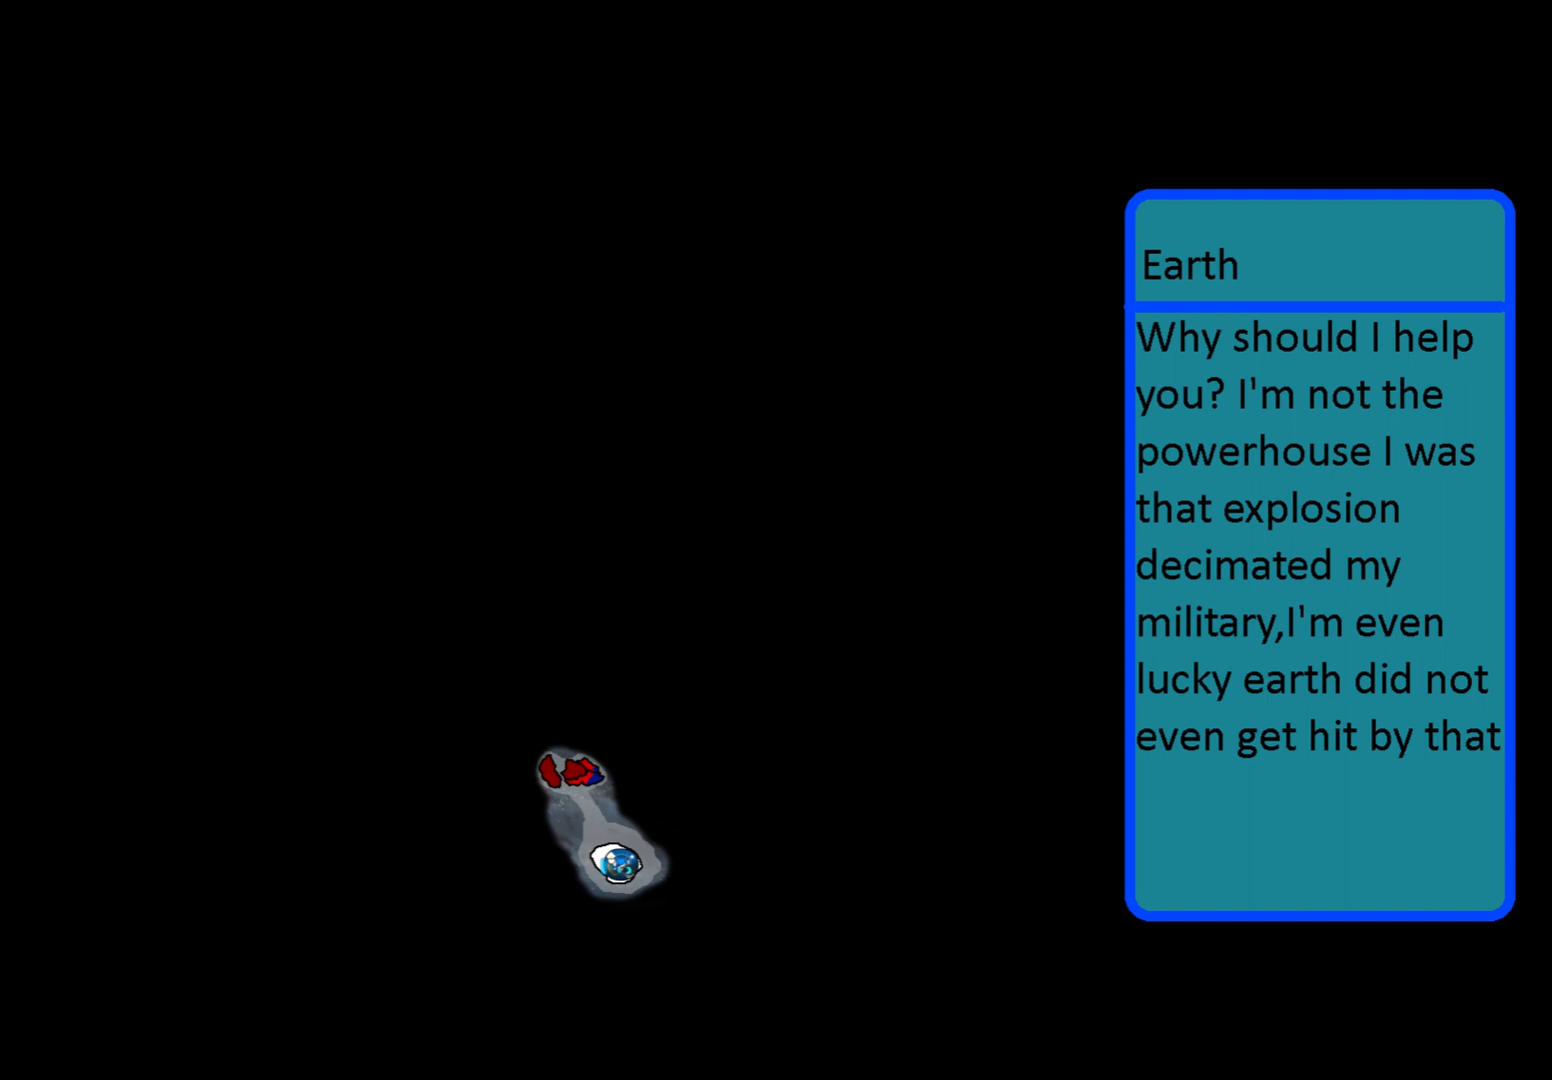 Earth
Why should I help
you? I'm not the
powerhouse I was
that explosion
decimated my
military,I'm even
lucky earth did not
even get hit by that